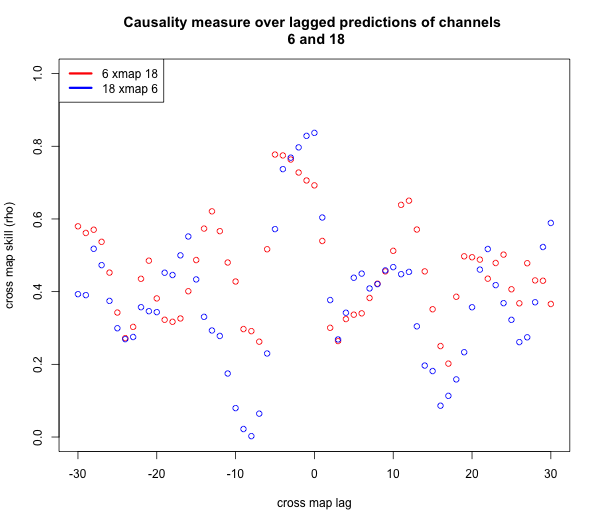 Causality measure over lagged predictions of channels
6 and 18
6 xmap 18
18 xmap 6
cross map skill (rho)
1.0
0.8
0.6
0.4
0.2
0.0
-30 -20 -10 0 10 20 30
cross map lag